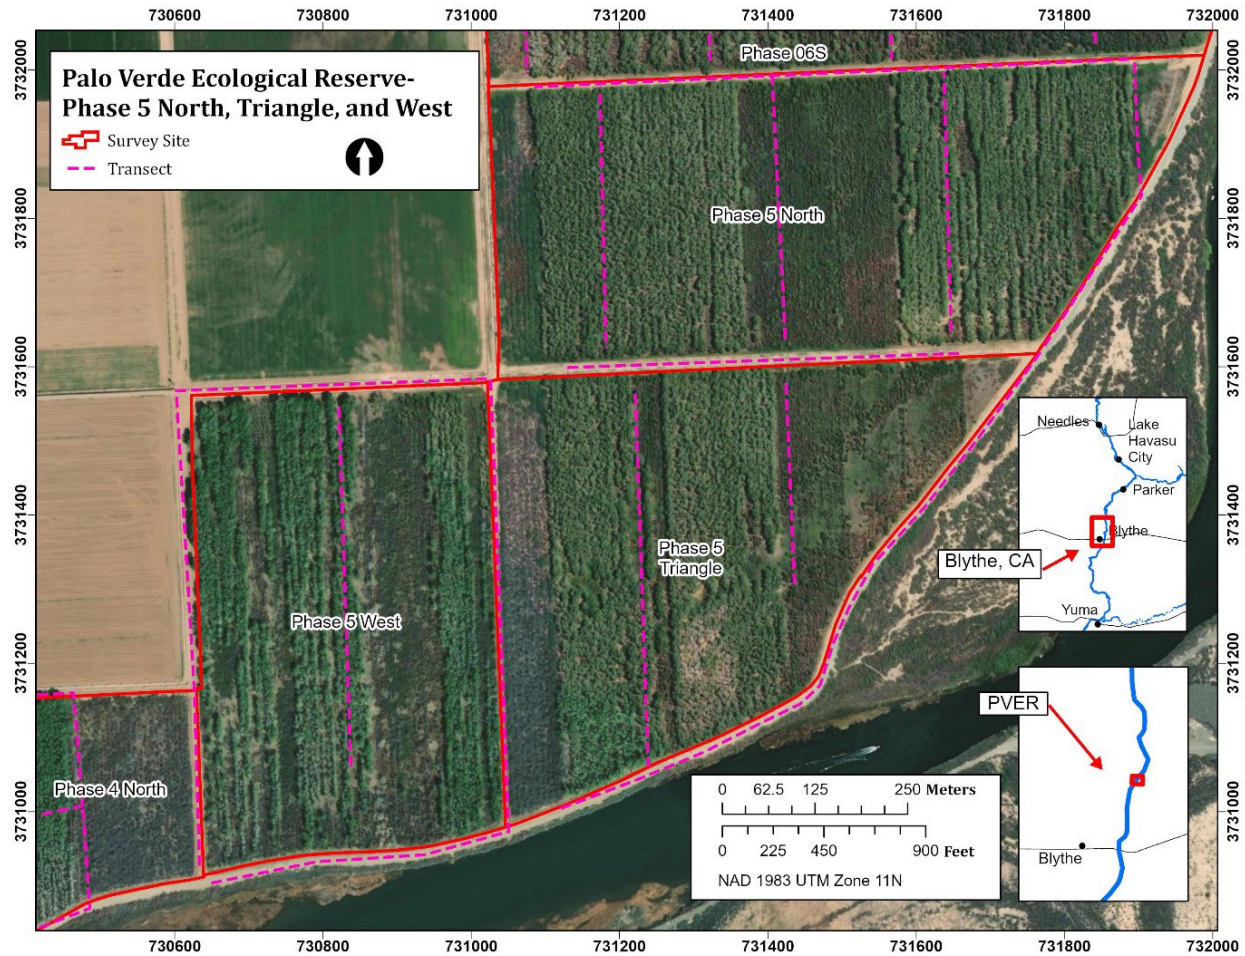 730600 730800 731000 731200 731400 731600 731800 732000
Palo Verde Ecological Reserve-
Phase 5 North, Triangle, and West
Survey Site
Transect
Phase 06S
3732000 3732000
Phase 5 North
3731800 3731800
3731600 3731600
Needles
Lake
Havasu
City
Parker
Blythe
Blythe, CA
Yuma
3731400 3731400
Phase 5
Triangle
Phase 5 West
3731200 3731200
PVER
Blythe
Phase 4 North
3731000 3731000
0 62.5 125 250 Meters
0 225 450 900 Feet
NAD 1983 UTM Zone 11N
730600 730800 731000 731200 731400 731600 731800 732000